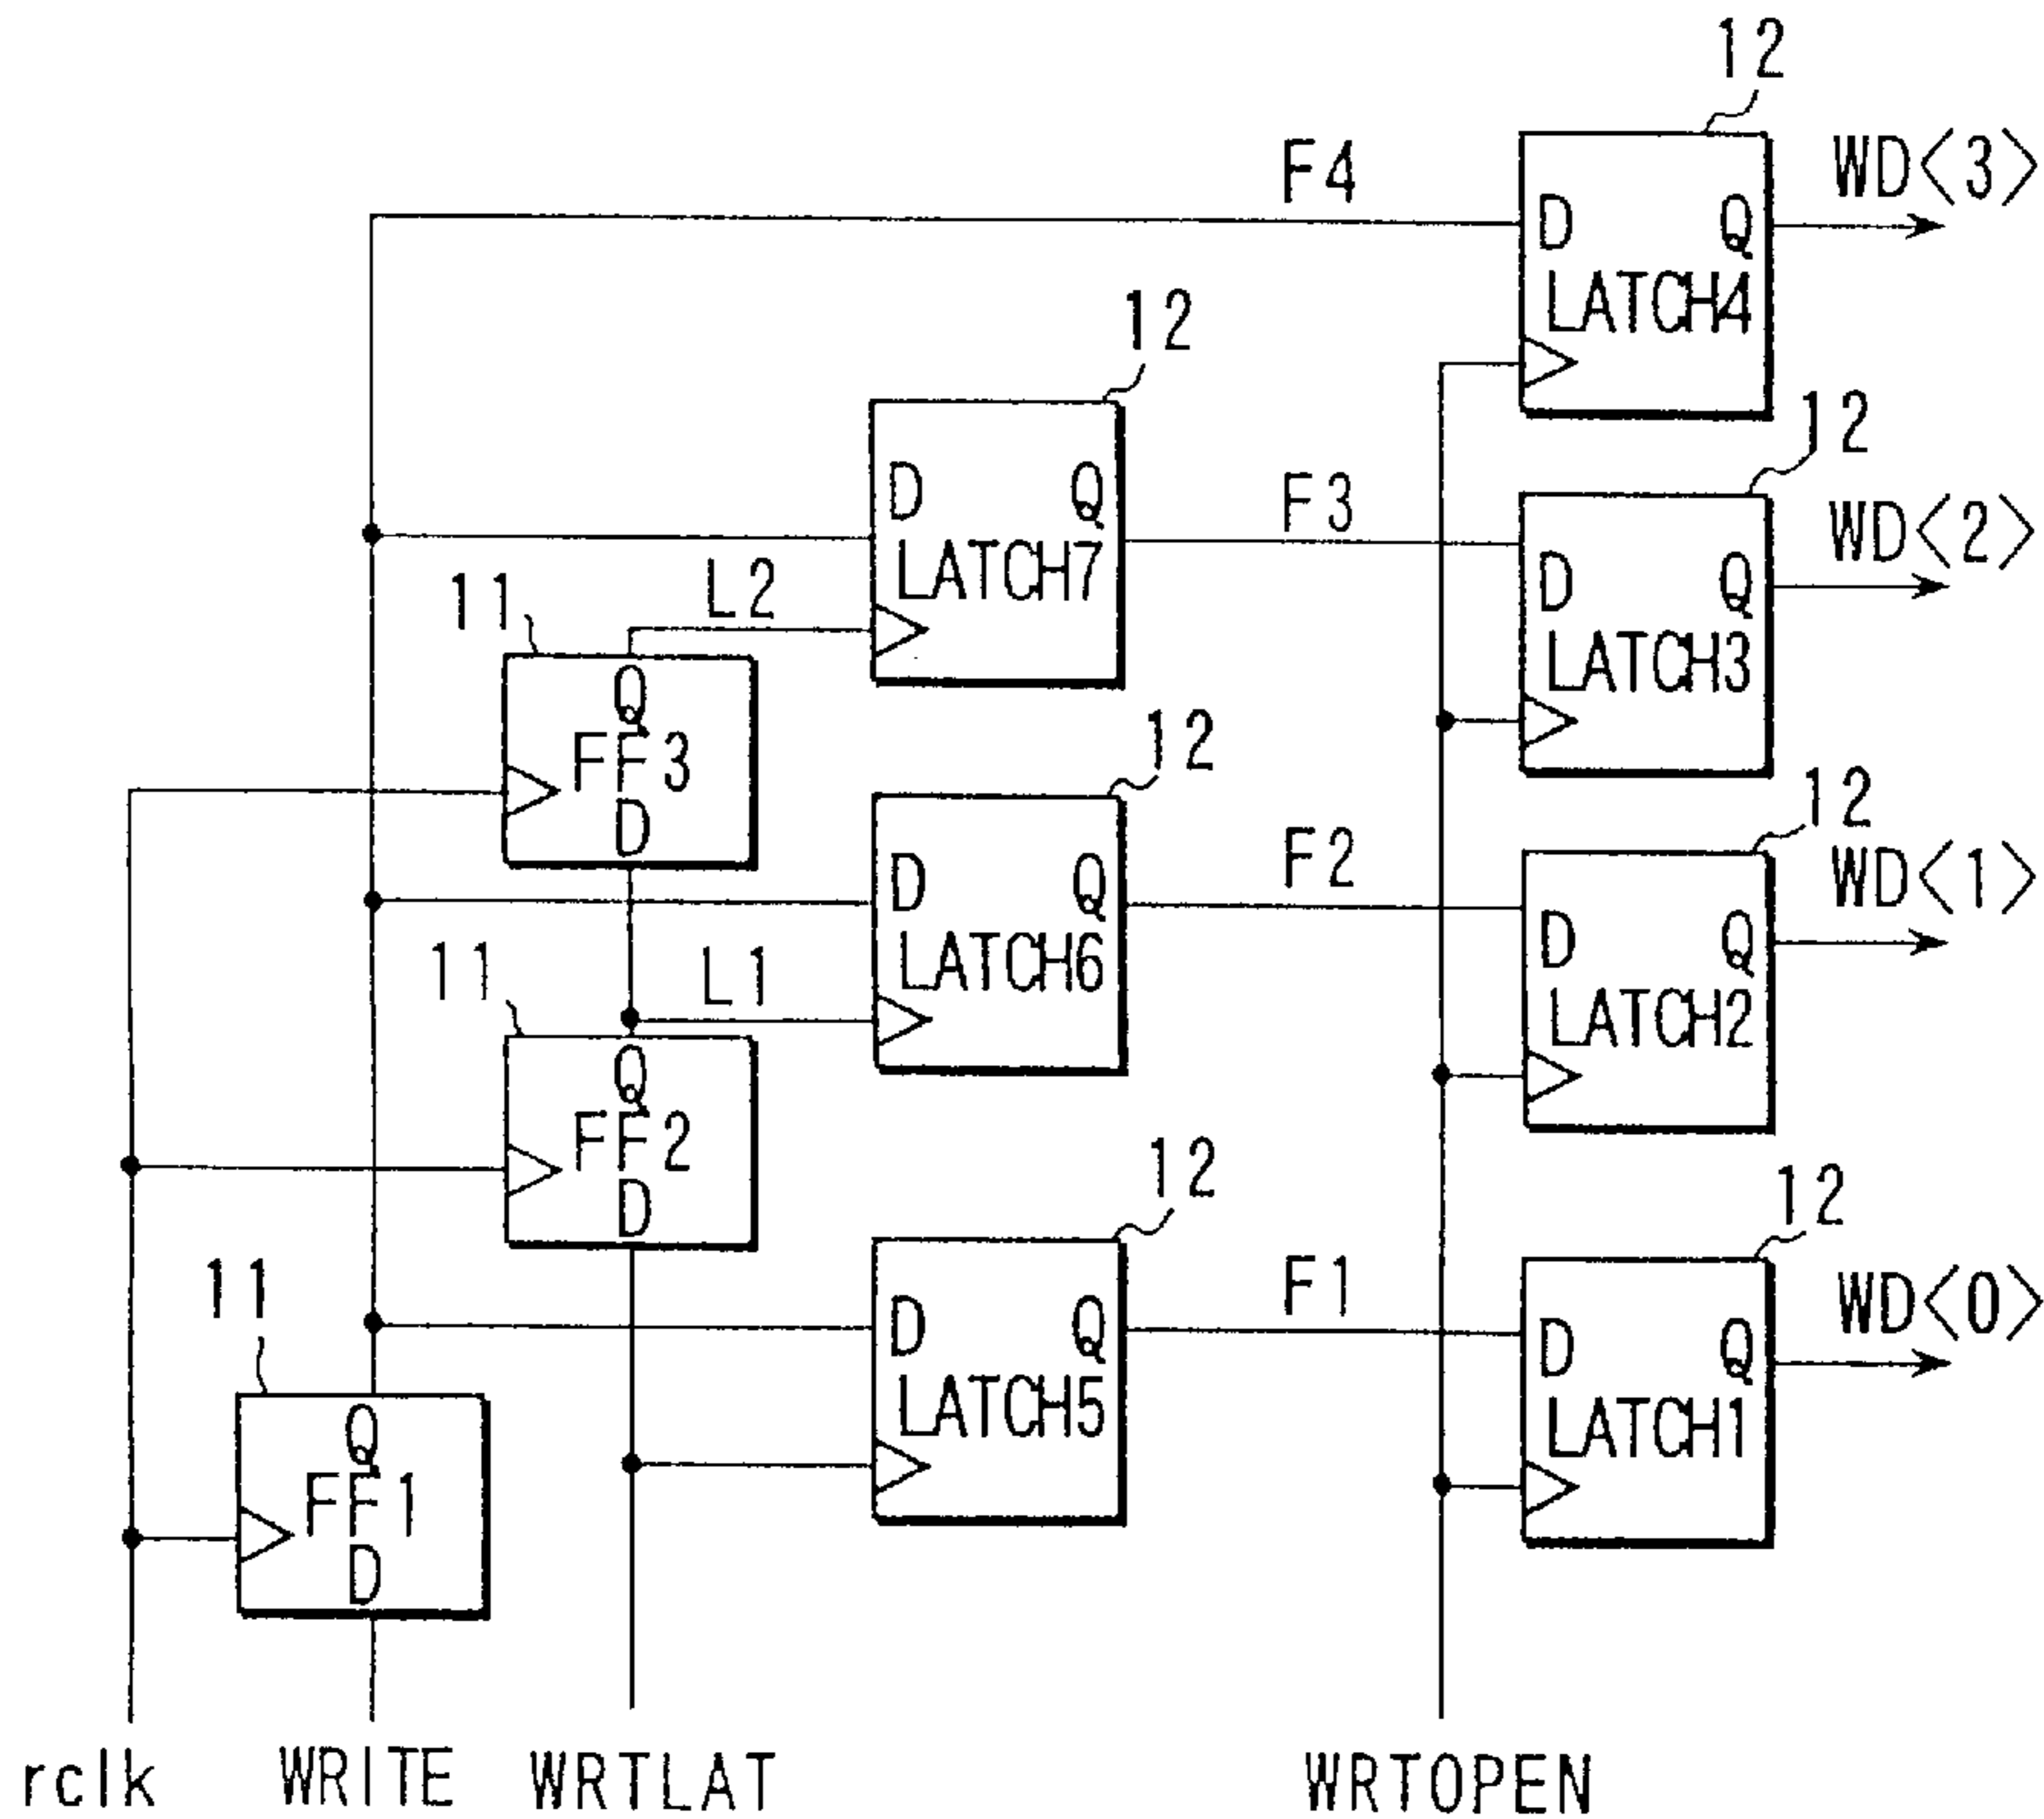 12
F4
WD<3>
D Q
LATCH4
12
12
D Q
LATCH7
F3
WD<2>
D Q
LATCH3
11
L2
Q
FF3
D
12
12
D Q
LATCH6
F2
WD<1>
D Q
LATCH2
11
L1
Q
FF2
D
12
12
D Q
LATCH5
F1
WD<0>
D Q
LATCH1
11
Q
FF1
D
rclk WRITE WRTLAT WRTOPEN